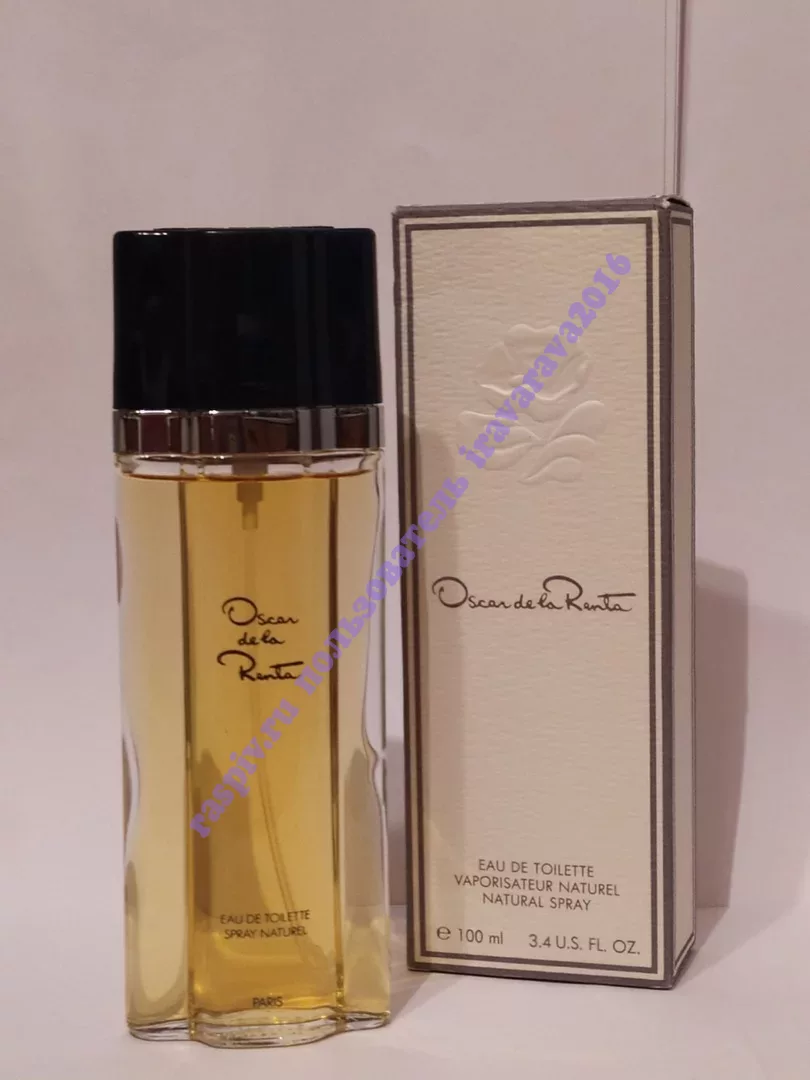 Oscar
de la
Renta
EAU DE TOILETTE
SPRAY NATUREL
PARIS
Oscar de la Renta
EAU DE TOILETTE
VAPORISATEUR NATUREL
NATURAL SPRAY
e 100 ml 3.4 U.S. FL. OZ.
raspiv.ru пользователь iravarava2016